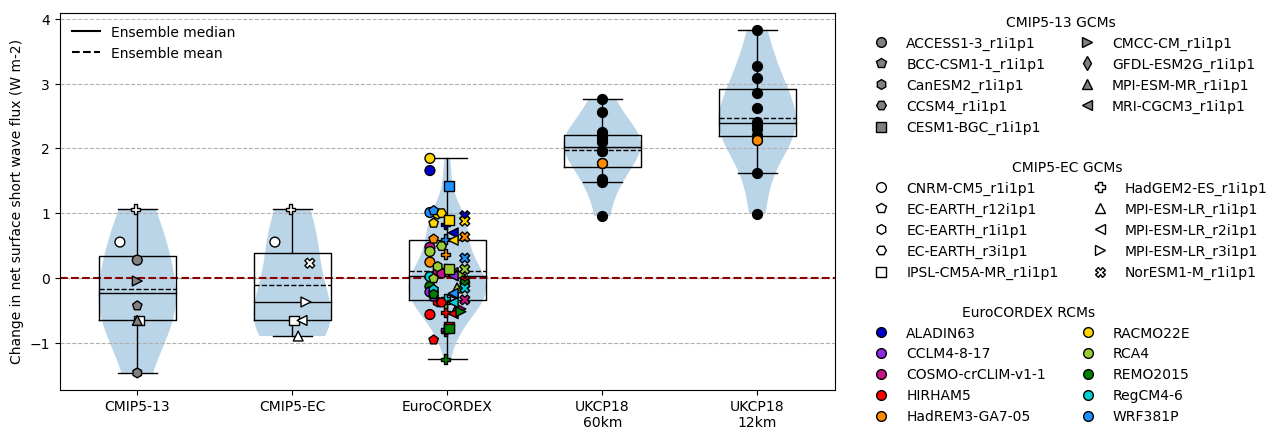 Change in net surface short wave flux (W m-2)
4
3
2
1
0
−1
Ensemble median
Ensemble mean
CMIP5-13
CMIP5-EC
EuroCORDEX
UKCP18
60km
UKCP18
12km
CMIP5-13 GCMs
ACCESS1-3_r1i1p1
BCC-CSM1-1_r1i1p1
CanESM2_r1i1p1
CCSM4_r1i1p1
CESM1-BGC_r1i1p1
CMCC-CM_r1i1p1
GFDL-ESM2G_r1i1p1
MPI-ESM-MR_r1i1p1
MRI-CGCM3_r1i1p1
CMIP5-EC GCMs
CNRM-CM5_r1i1p1
EC-EARTH_r12i1p1
EC-EARTH_r1i1p1
EC-EARTH_r3i1p1
IPSL-CM5A-MR_r1i1p1
HadGEM2-ES_r1i1p1
MPI-ESM-LR_r1i1p1
MPI-ESM-LR_r2i1p1
MPI-ESM-LR_r3i1p1
NorESM1-M_r1i1p1
EuroCORDEX RCMs
ALADIN63
CCLM4-8-17
COSMO-crCLIM-v1-1
HIRHAM5
HadREM3-GA7-05
RACMO22E
RCA4
REMO2015
RegCM4-6
WRF381P